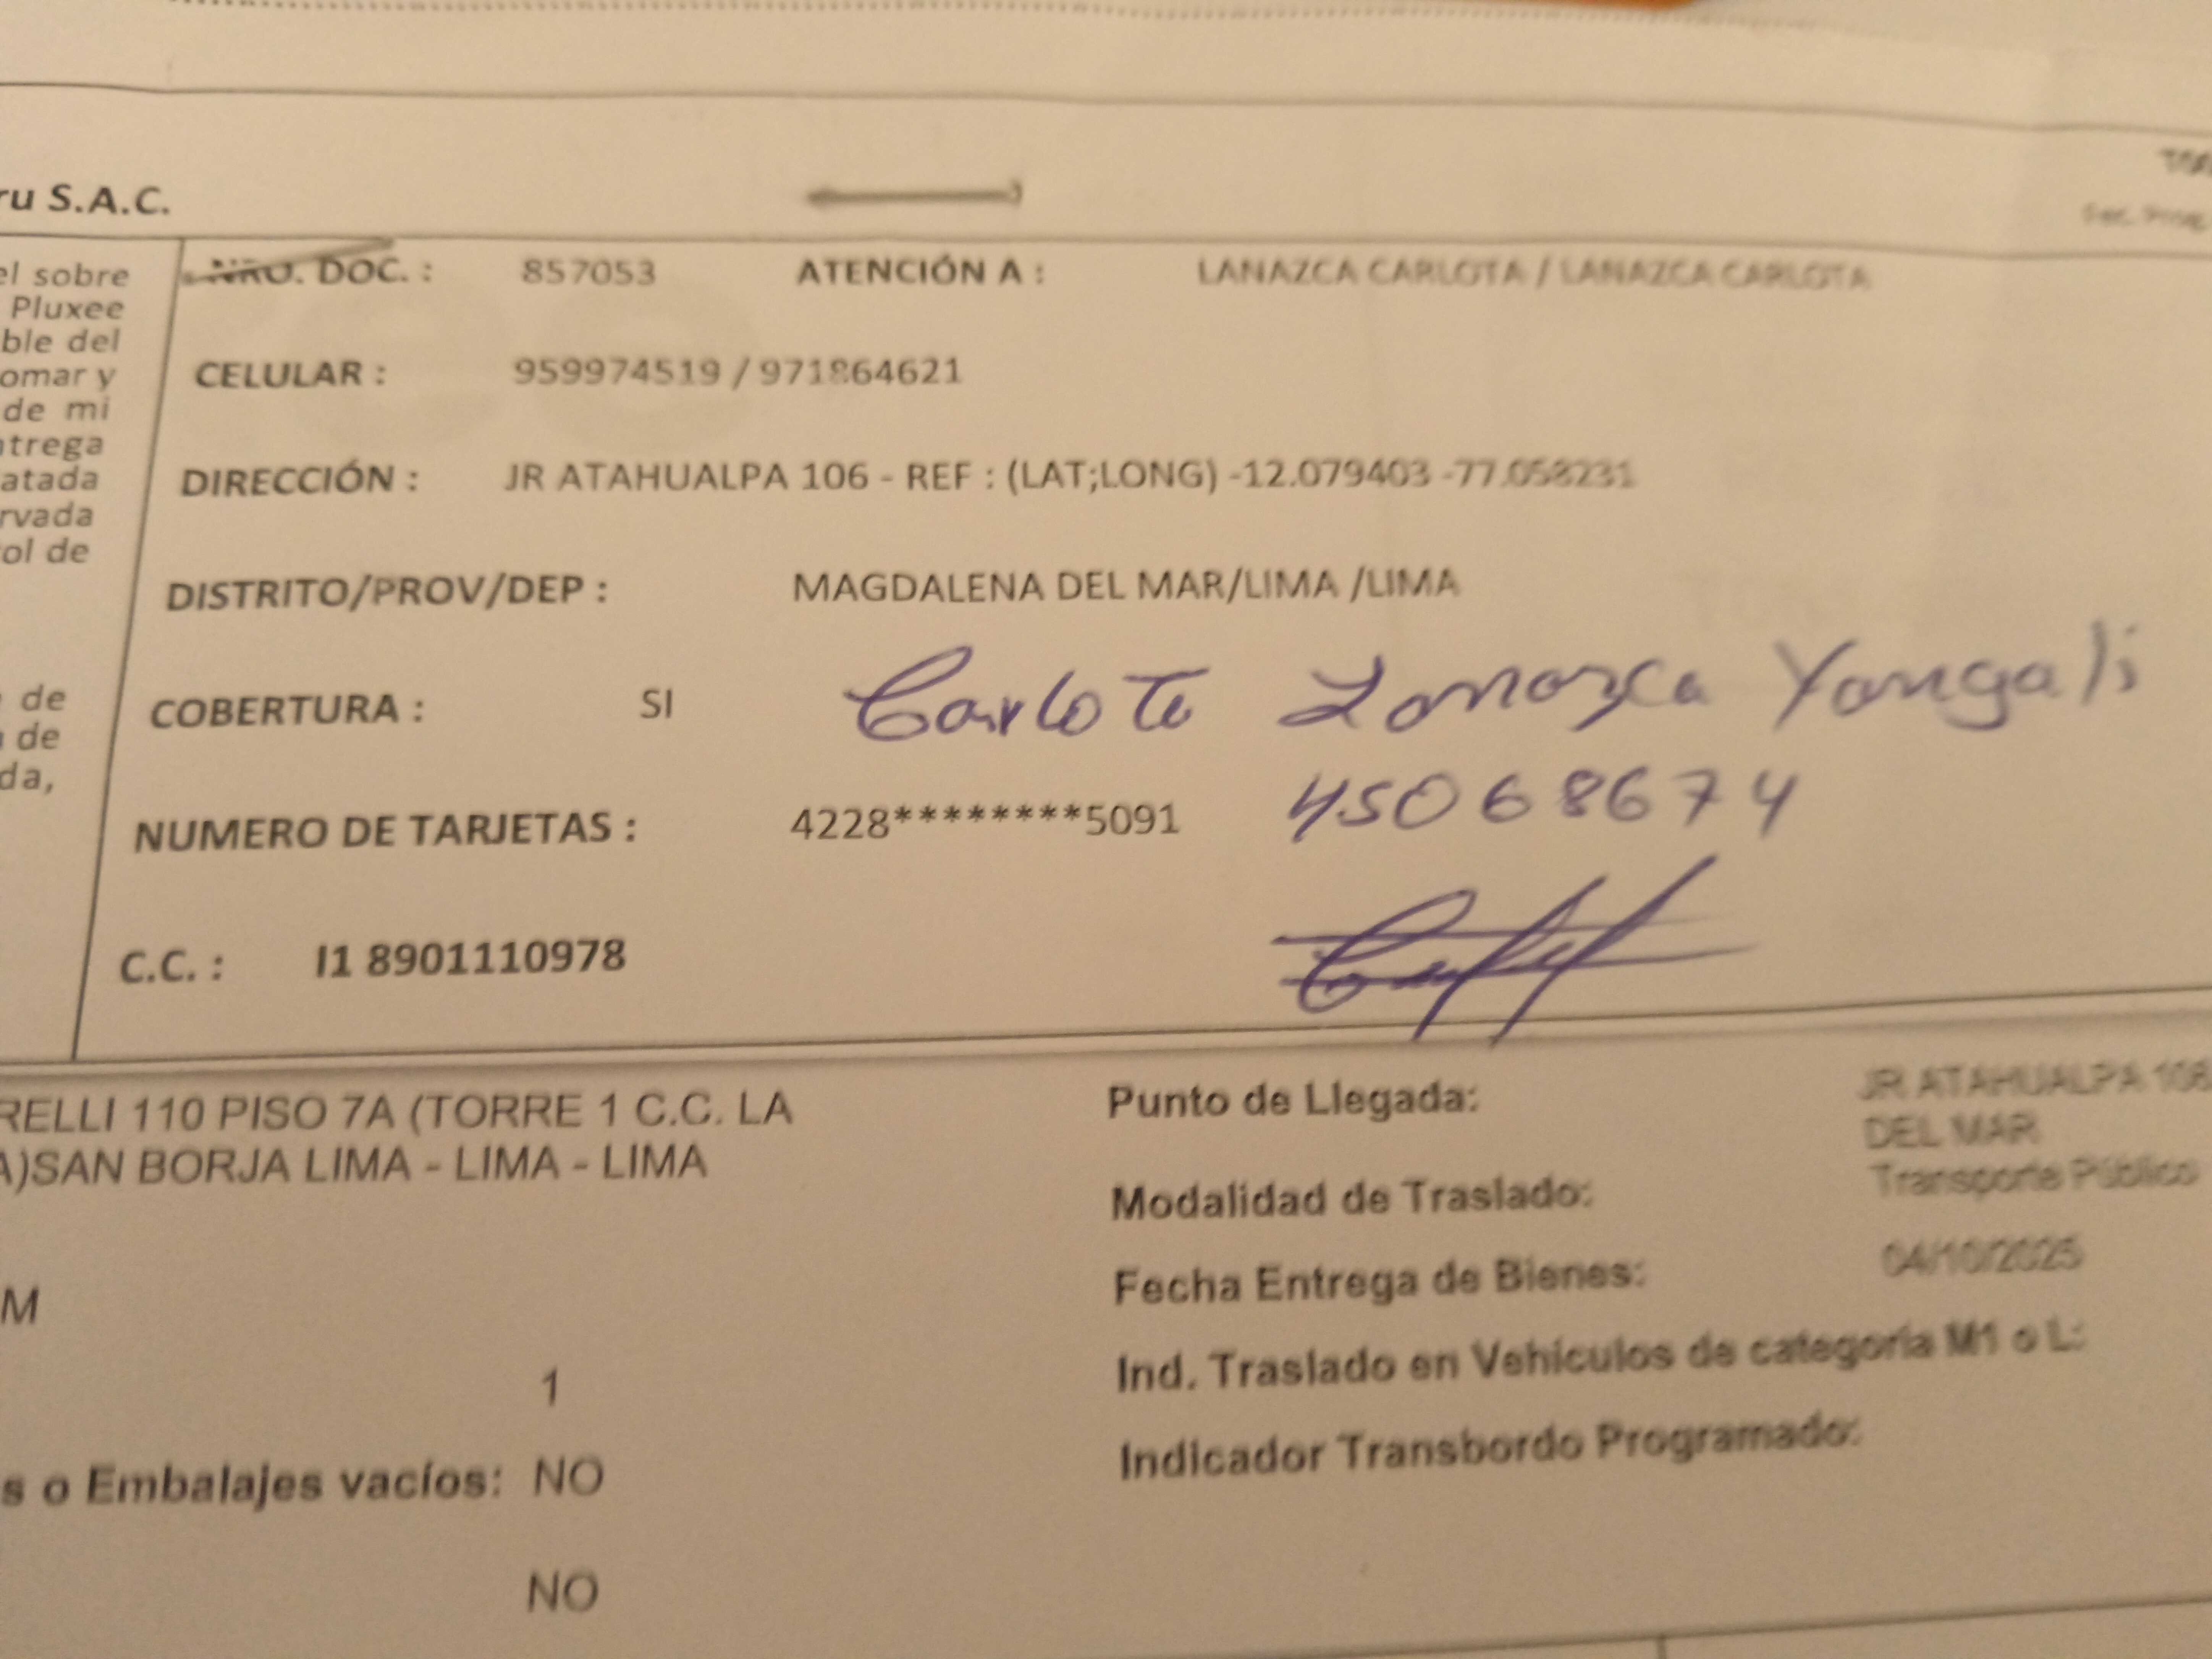 ru S.A.C.
el sobre
Pluxee
ble del
omar y
de mi
ntrega
atada
rvada
ol de
de
de
da,
NRO. DOC. : 857053 ATENCIÓN A : LANAZCA CARLOTA / LANAZCA CARLOTA
CELULAR : 959974519 / 971864621
DIRECCIÓN : JR ATAHUALPA 106 - REF : (LAT;LONG) -12.079403 -77.058231
DISTRITO/PROV/DEP : MAGDALENA DEL MAR/LIMA /LIMA
COBERTURA : SI
Carlota Lanazca Yangali
NUMERO DE TARJETAS : 4228********5091
45068674
C.C. : I1 8901110978
RELLI 110 PISO 7A (TORRE 1 C.C. LA
A)SAN BORJA LIMA - LIMA - LIMA
M
1
s o Embalajes vacíos: NO
NO
Punto de Llegada: JR ATAHUALPA 106
DEL MAR
Modalidad de Traslado: Transporte Público
Fecha Entrega de Bienes: 04/10/2025
Ind. Traslado en Vehículos de categoría M1 o L:
Indicador Transbordo Programado: